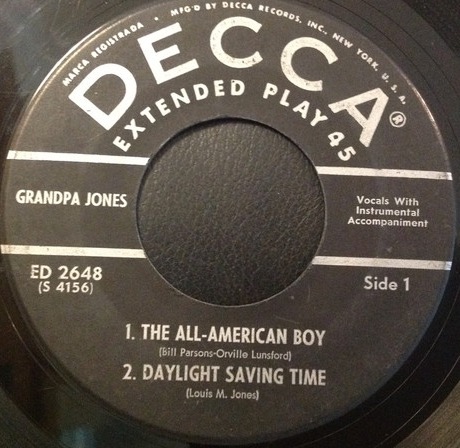 MARCA REGISTRADA • MFG'D BY DECCA RECORDS, INC., NEW YORK, U. S. A.
DECCA®
EXTENDED PLAY 45
GRANDPA JONES
Vocals With
Instrumental
Accompaniment
ED 2648
(S 4156)
Side 1
1. THE ALL-AMERICAN BOY
(Bill Parsons-Orville Lunsford)
2. DAYLIGHT SAVING TIME
(Louis M. Jones)